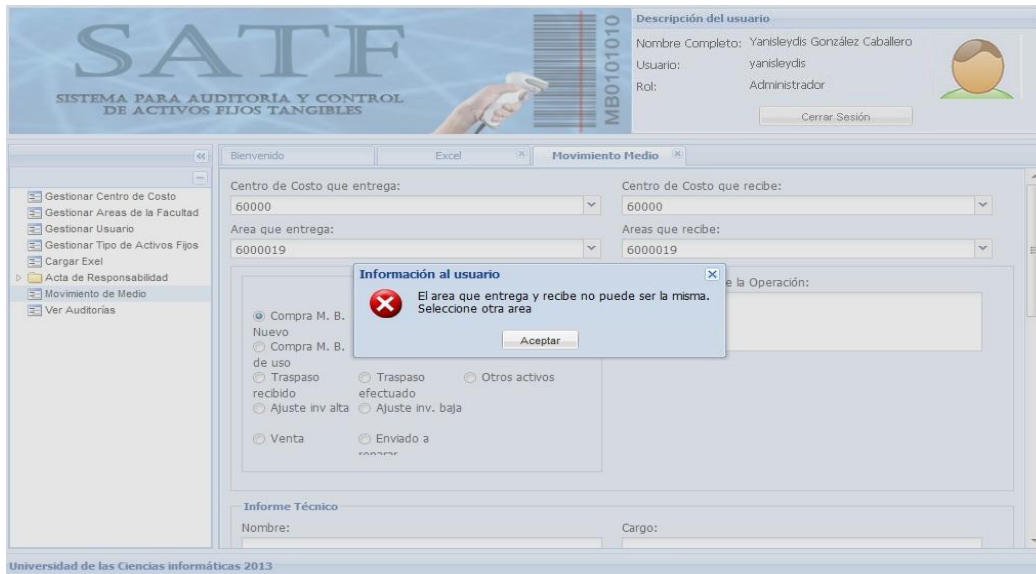 SATF
SISTEMA PARA AUDITORÍA Y CONTROL
DE ACTIVOS FIJOS TANGIBLES
MB0101010
Descripción del usuario
Nombre Completo: Yanisleydis González Caballero
Usuario: yanisleydis
Rol: Administrador
Cerrar Sesión
Gestionar Centro de Costo
Gestionar Areas de la Facultad
Gestionar Usuario
Gestionar Tipo de Activos Fijos
Cargar Exel
Acta de Responsabilidad
Movimiento de Medio
Ver Auditorías
Bienvenido Excel Movimiento Medio
Centro de Costo que entrega: Centro de Costo que recibe:
60000 60000
Area que entrega: Areas que recibe:
6000019 6000019
Información al usuario
El area que entrega y recibe no puede ser la misma.
Seleccione otra area
Aceptar
e la Operación:
Compra M. B.
Nuevo
Compra M. B.
de uso
Traspaso Traspaso Otros activos
recibido efectuado
Ajuste inv alta Ajuste inv. baja
Venta Enviado a
reparar
Informe Técnico
Nombre: Cargo:
Universidad de las Ciencias informáticas 2013